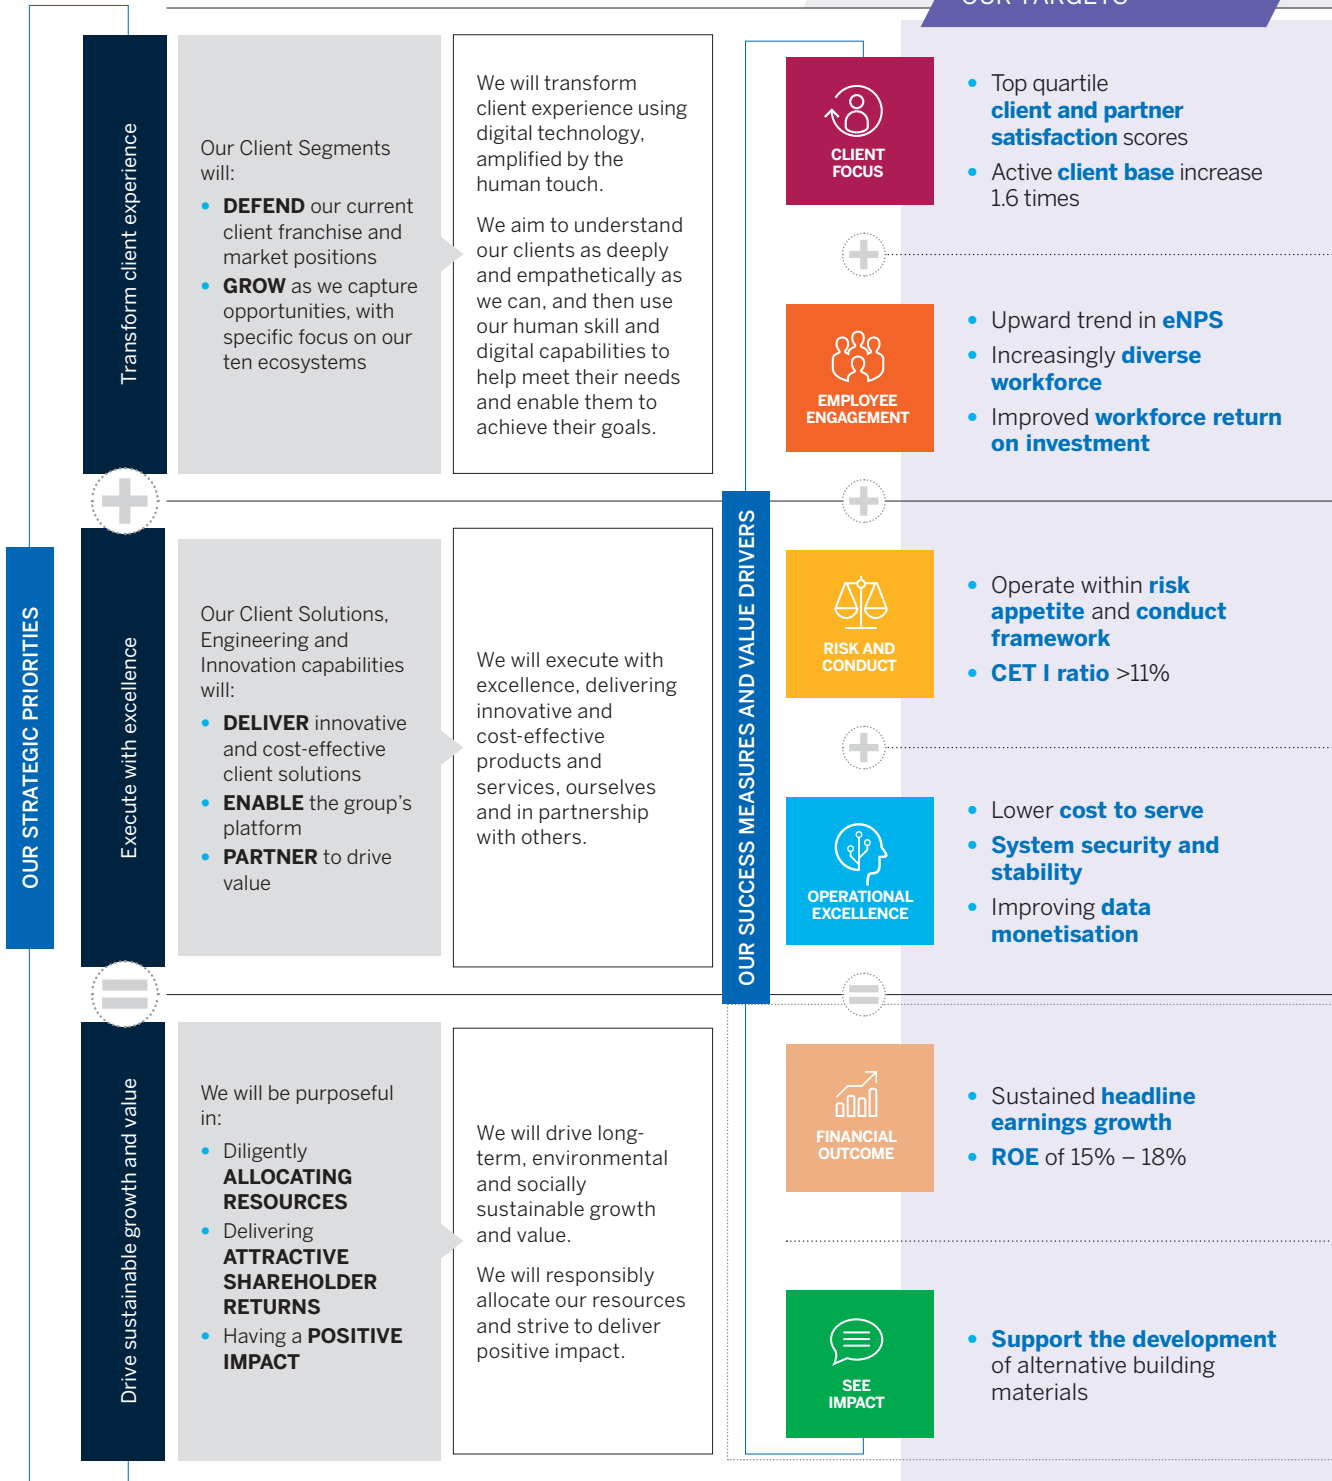 OUR TARGETS
OUR STRATEGIC PRIORITIES
Transform client experience
Our Client Segments
will:
• DEFEND our current
client franchise and
market positions
• GROW as we capture
opportunities, with
specific focus on our
ten ecosystems
We will transform
client experience using
digital technology,
amplified by the
human touch.
We aim to understand
our clients as deeply
and empathetically as
we can, and then use
our human skill and
digital capabilities to
help meet their needs
and enable them to
achieve their goals.
Execute with excellence
Our Client Solutions,
Engineering and
Innovation capabilities
will:
• DELIVER innovative
and cost-effective
client solutions
• ENABLE the group's
platform
• PARTNER to drive
value
We will execute with
excellence, delivering
innovative and
cost-effective
products and
services, ourselves
and in partnership
with others.
Drive sustainable growth and value
We will be purposeful
in:
• Diligently
ALLOCATING
RESOURCES
• Delivering
ATTRACTIVE
SHAREHOLDER
RETURNS
• Having a POSITIVE
IMPACT
We will drive long-
term, environmental
and socially
sustainable growth
and value.
We will responsibly
allocate our resources
and strive to deliver
positive impact.
OUR SUCCESS MEASURES AND VALUE DRIVERS
CLIENT
FOCUS
• Top quartile
client and partner
satisfaction scores
• Active client base increase
1.6 times
EMPLOYEE
ENGAGEMENT
• Upward trend in eNPS
• Increasingly diverse
workforce
• Improved workforce return
on investment
RISK AND
CONDUCT
• Operate within risk
appetite and conduct
framework
• CET I ratio >11%
OPERATIONAL
EXCELLENCE
• Lower cost to serve
• System security and
stability
• Improving data
monetisation
FINANCIAL
OUTCOME
• Sustained headline
earnings growth
• ROE of 15% – 18%
SEE
IMPACT
• Support the development
of alternative building
materials